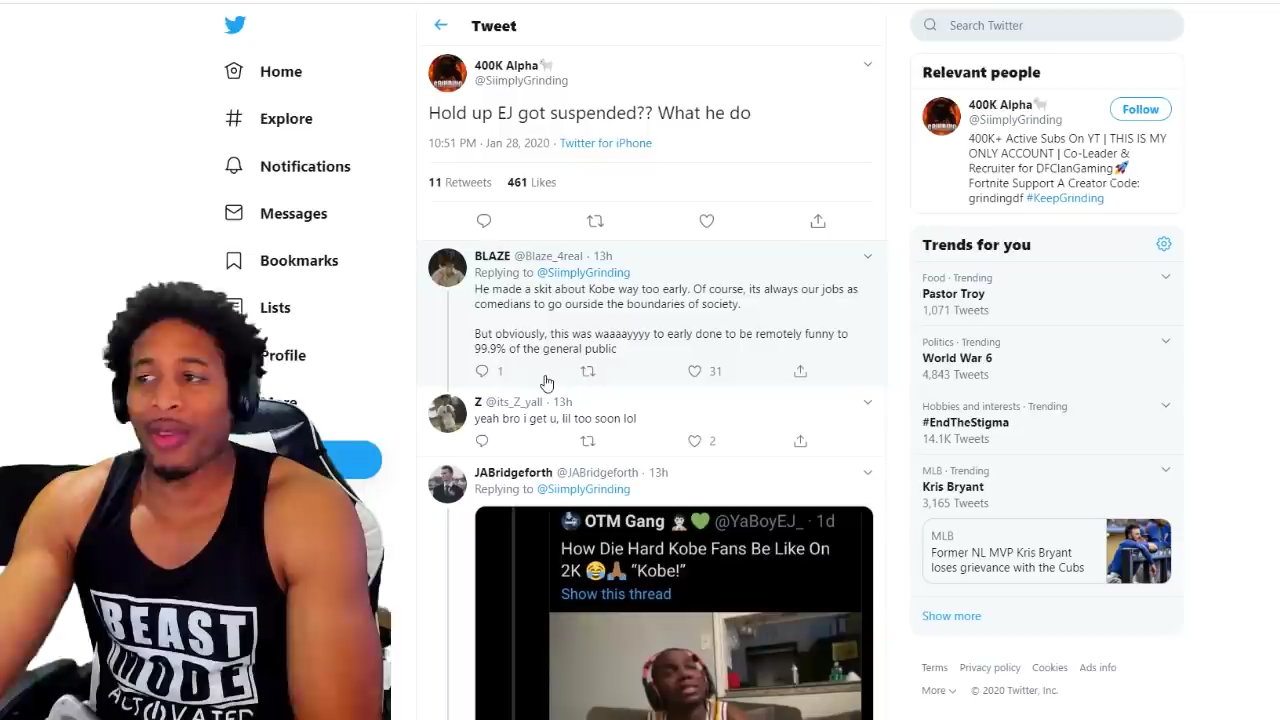 Tweet
Search Twitter
Home
Explore
Notifications
Messages
Bookmarks
Lists
Profile
400K Alpha🐐
@SiimplyGrinding
Hold up EJ got suspended?? What he do
10:51 PM · Jan 28, 2020 · Twitter for iPhone
11 Retweets 461 Likes
BLAZE @Blaze_4real · 13h
Replying to @SiimplyGrinding
He made a skit about Kobe way too early. Of course, its always our jobs as
comedians to go ourside the boundaries of society.
But obviously, this was waaaayyyy to early done to be remotely funny to
99.9% of the general public
1 31
Z @its_Z_yall · 13h
yeah bro i get u, lil too soon lol
2
JABridgeforth @JABridgeforth · 13h
Replying to @SiimplyGrinding
OTM Gang 💚 @YaBoyEJ_ · 1d
How Die Hard Kobe Fans Be Like On
2K 😂🙏🏾 “Kobe!”
Show this thread
Relevant people
400K Alpha🐐
@SiimplyGrinding
Follow
400K+ Active Subs On YT | THIS IS MY
ONLY ACCOUNT | Co-Leader &
Recruiter for DFClanGaming🚀
Fortnite Support A Creator Code:
grindingdf #KeepGrinding
Trends for you
Food · Trending
Pastor Troy
1,071 Tweets
Politics · Trending
World War 6
4,843 Tweets
Hobbies and interests · Trending
#EndTheStigma
14.1K Tweets
MLB · Trending
Kris Bryant
3,165 Tweets
MLB
Former NL MVP Kris Bryant
loses grievance with the Cubs
Show more
Terms Privacy policy Cookies Ads info
More © 2020 Twitter, Inc.
BEAST
MODE
ACTIVATED